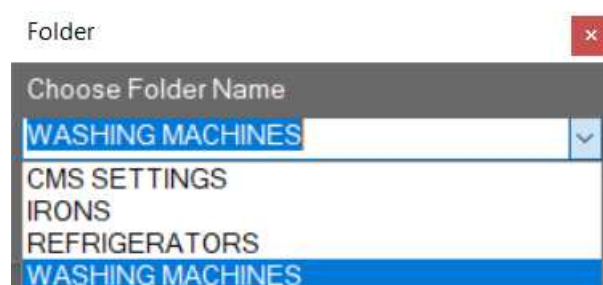 Folder
Choose Folder Name
WASHING MACHINES
CMS SETTINGS
IRONS
REFRIGERATORS
WASHING MACHINES